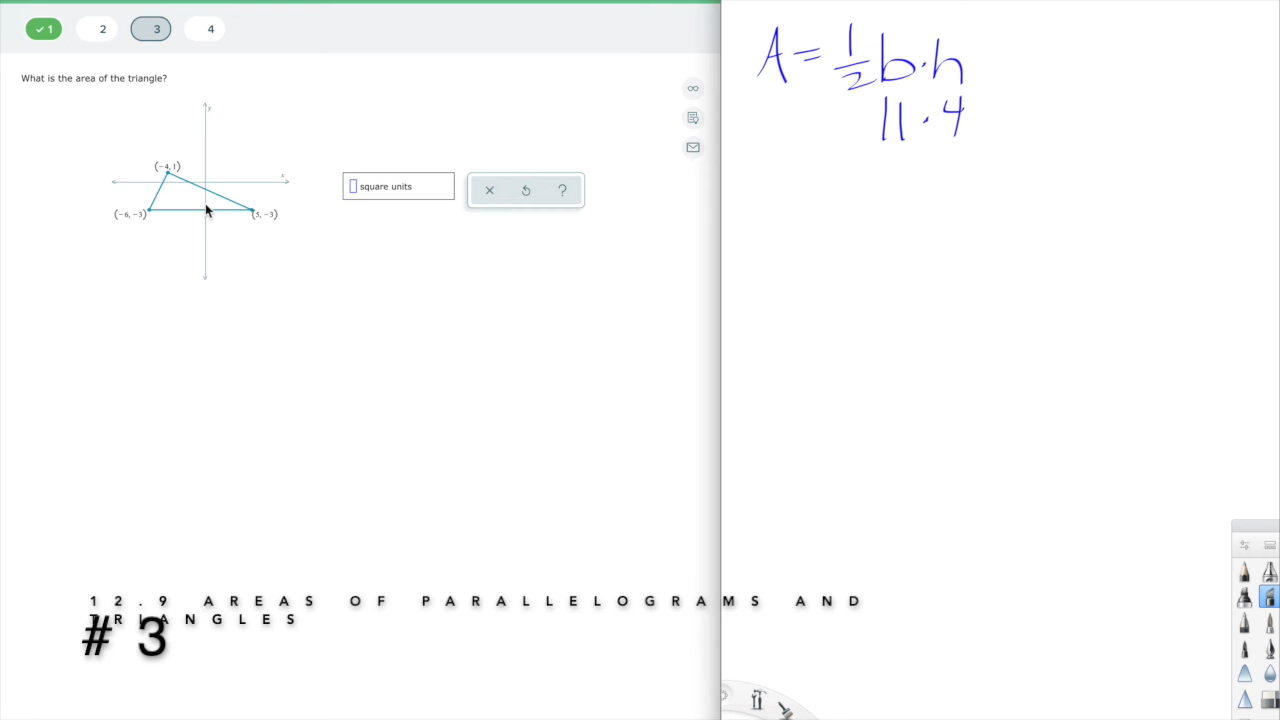 ✓ 1 2 3 4
What is the area of the triangle?
y
(−4, 1)
x
(−6, −3)
(5, −3)
square units
× ?
A = 1/2 b · h
11 · 4
12.9 AREAS OF PARALLELOGRAMS AND
TRIANGLES
# 3